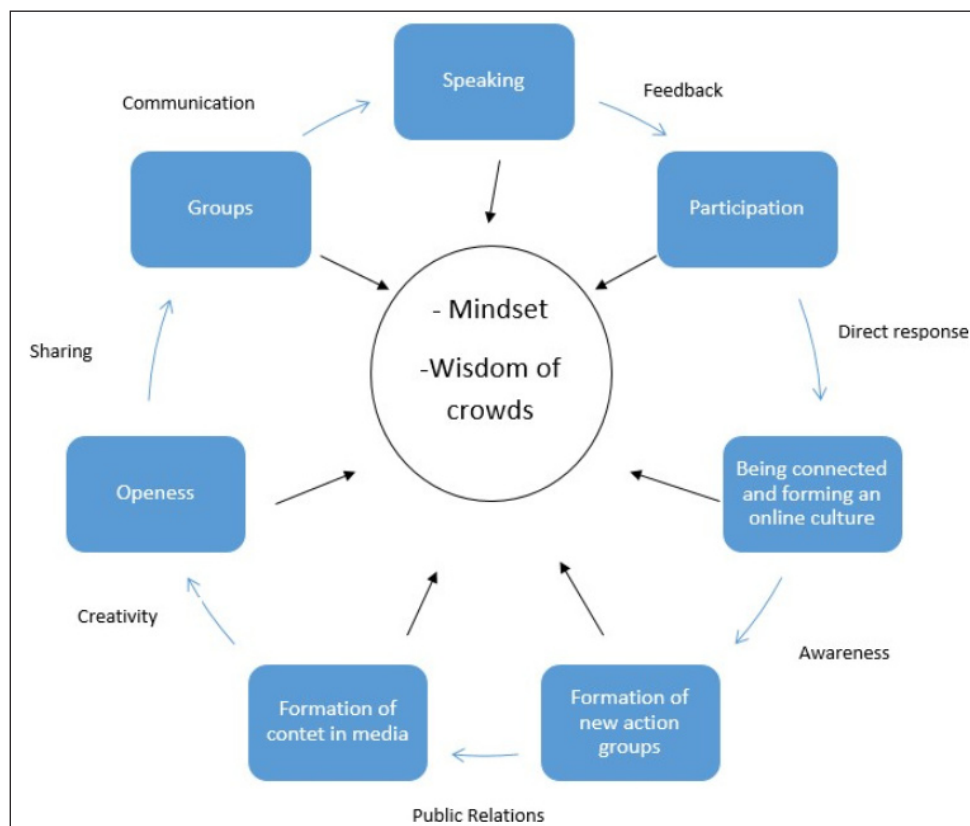 Speaking
Feedback
Participation
Direct response
Being connected
and forming an
online culture
Awareness
Formation of
new action
groups
Public Relations
Formation of
contet in media
Creativity
Openess
Sharing
Groups
Communication
- Mindset
-Wisdom of
crowds